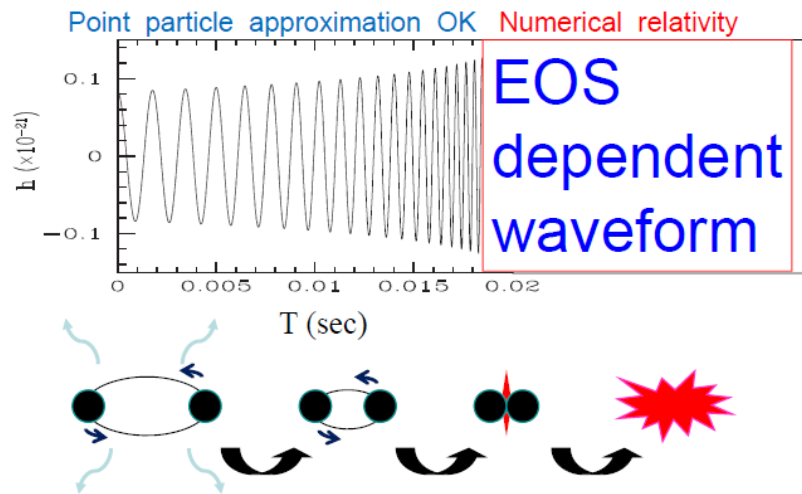 Point particle approximation OK Numerical relativity
0.1
0
-0.1
h (×10⁻²¹)
EOS
dependent
waveform
0 0.005 0.01 0.015 0.02
T (sec)